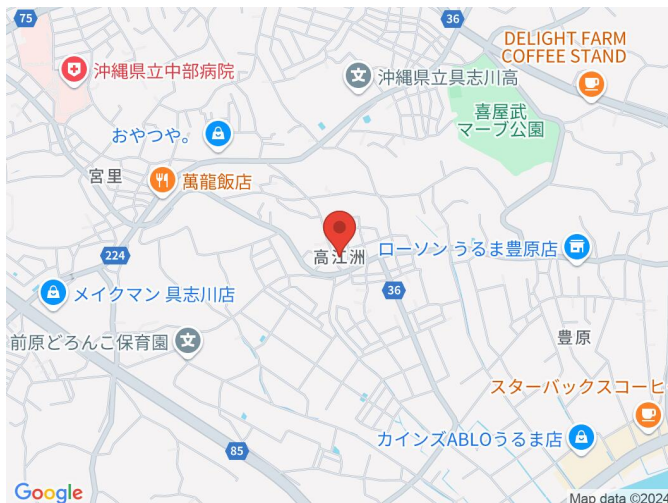 75
36
DELIGHT FARM
COFFEE STAND
沖縄県立中部病院
沖縄県立具志川高
喜屋武
マーブ公園
おやつや。
宮里
萬龍飯店
高江洲
ローソン うるま豊原店
224
36
メイクマン 具志川店
前原どろんこ保育園
豊原
スターバックスコーヒ
85
カインズABLOうるま店
Google
Map data ©2024